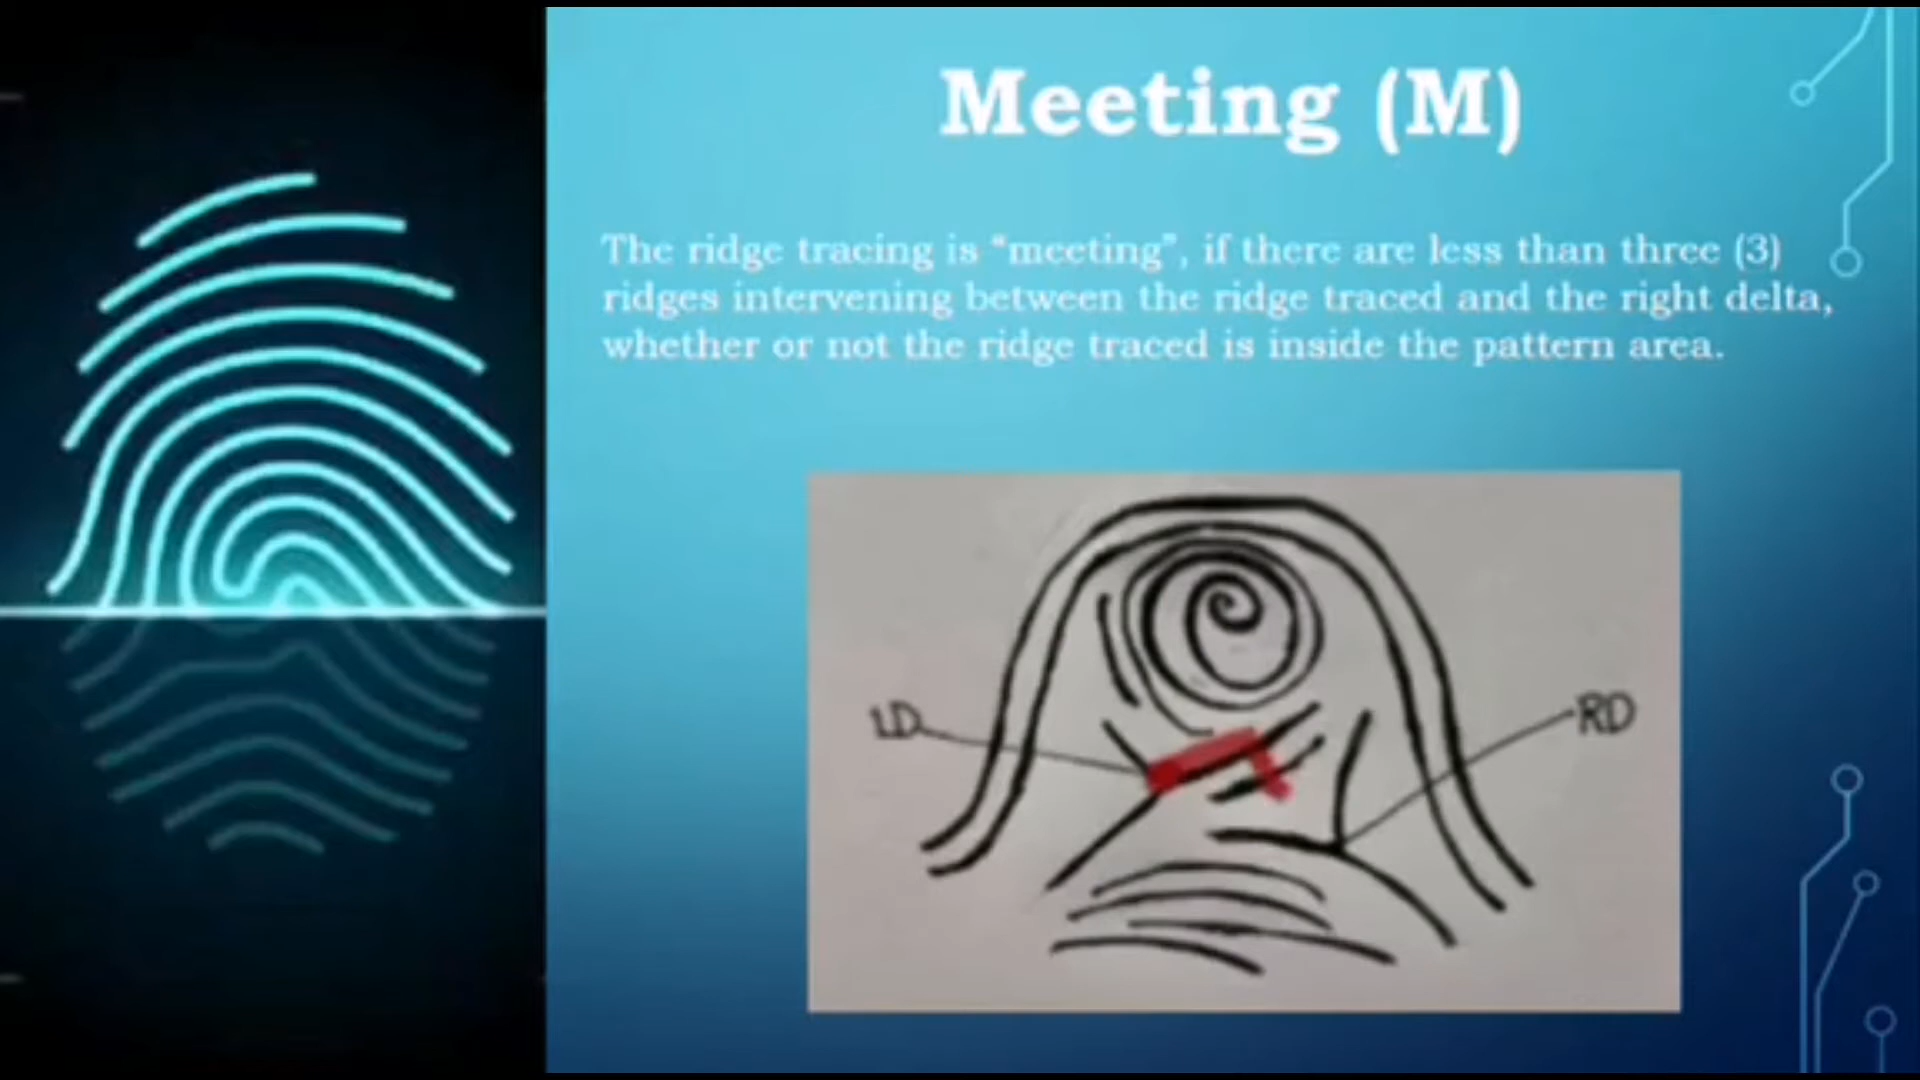 Meeting (M)
The ridge tracing is “meeting”, if there are less than three (3)
ridges intervening between the ridge traced and the right delta,
whether or not the ridge traced is inside the pattern area.
LD
RD